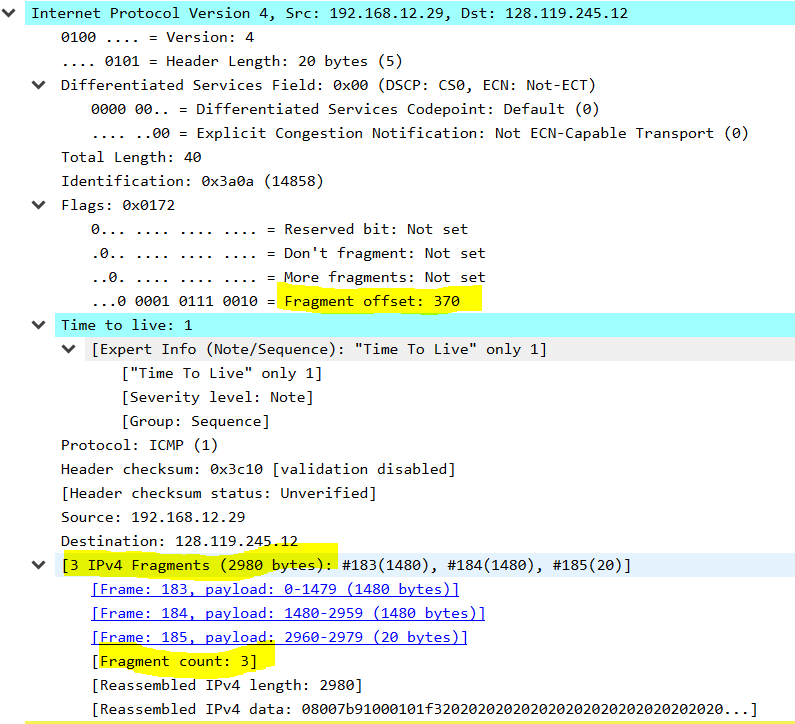 Internet Protocol Version 4, Src: 192.168.12.29, Dst: 128.119.245.12
0100 .... = Version: 4
.... 0101 = Header Length: 20 bytes (5)
Differentiated Services Field: 0x00 (DSCP: CS0, ECN: Not-ECT)
0000 00.. = Differentiated Services Codepoint: Default (0)
.... ..00 = Explicit Congestion Notification: Not ECN-Capable Transport (0)
Total Length: 40
Identification: 0x3a0a (14858)
Flags: 0x0172
0... .... .... .... = Reserved bit: Not set
.0.. .... .... .... = Don't fragment: Not set
..0. .... .... .... = More fragments: Not set
...0 0001 0111 0010 = Fragment offset: 370
Time to live: 1
[Expert Info (Note/Sequence): "Time To Live" only 1]
["Time To Live" only 1]
[Severity level: Note]
[Group: Sequence]
Protocol: ICMP (1)
Header checksum: 0x3c10 [validation disabled]
[Header checksum status: Unverified]
Source: 192.168.12.29
Destination: 128.119.245.12
[3 IPv4 Fragments (2980 bytes): #183(1480), #184(1480), #185(20)]
[Frame: 183, payload: 0-1479 (1480 bytes)]
[Frame: 184, payload: 1480-2959 (1480 bytes)]
[Frame: 185, payload: 2960-2979 (20 bytes)]
[Fragment count: 3]
[Reassembled IPv4 length: 2980]
[Reassembled IPv4 data: 08007b91000101f320202020202020202020202020202020...]